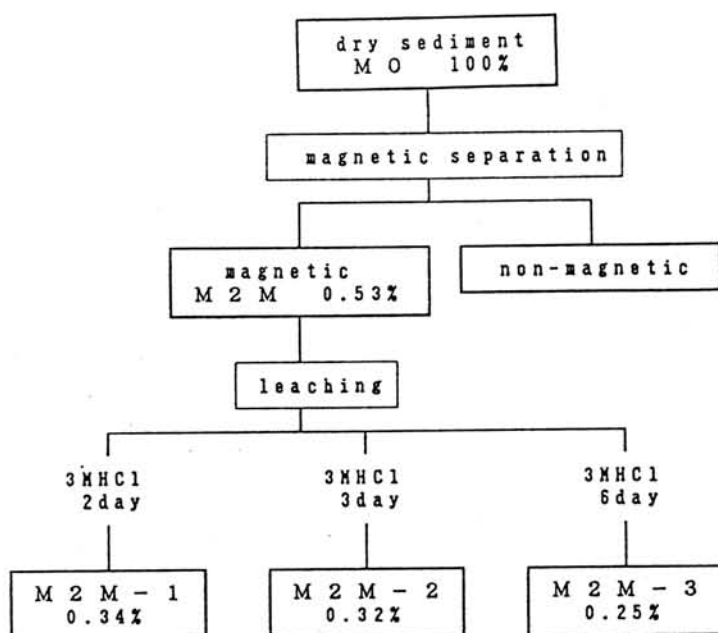 dry sediment
M O 100%
magnetic separation
magnetic
M 2 M 0.53%
non-magnetic
leaching
3MHCl
2day
3MHCl
3day
3MHCl
6day
M 2 M - 1
0.34%
M 2 M - 2
0.32%
M 2 M - 3
0.25%